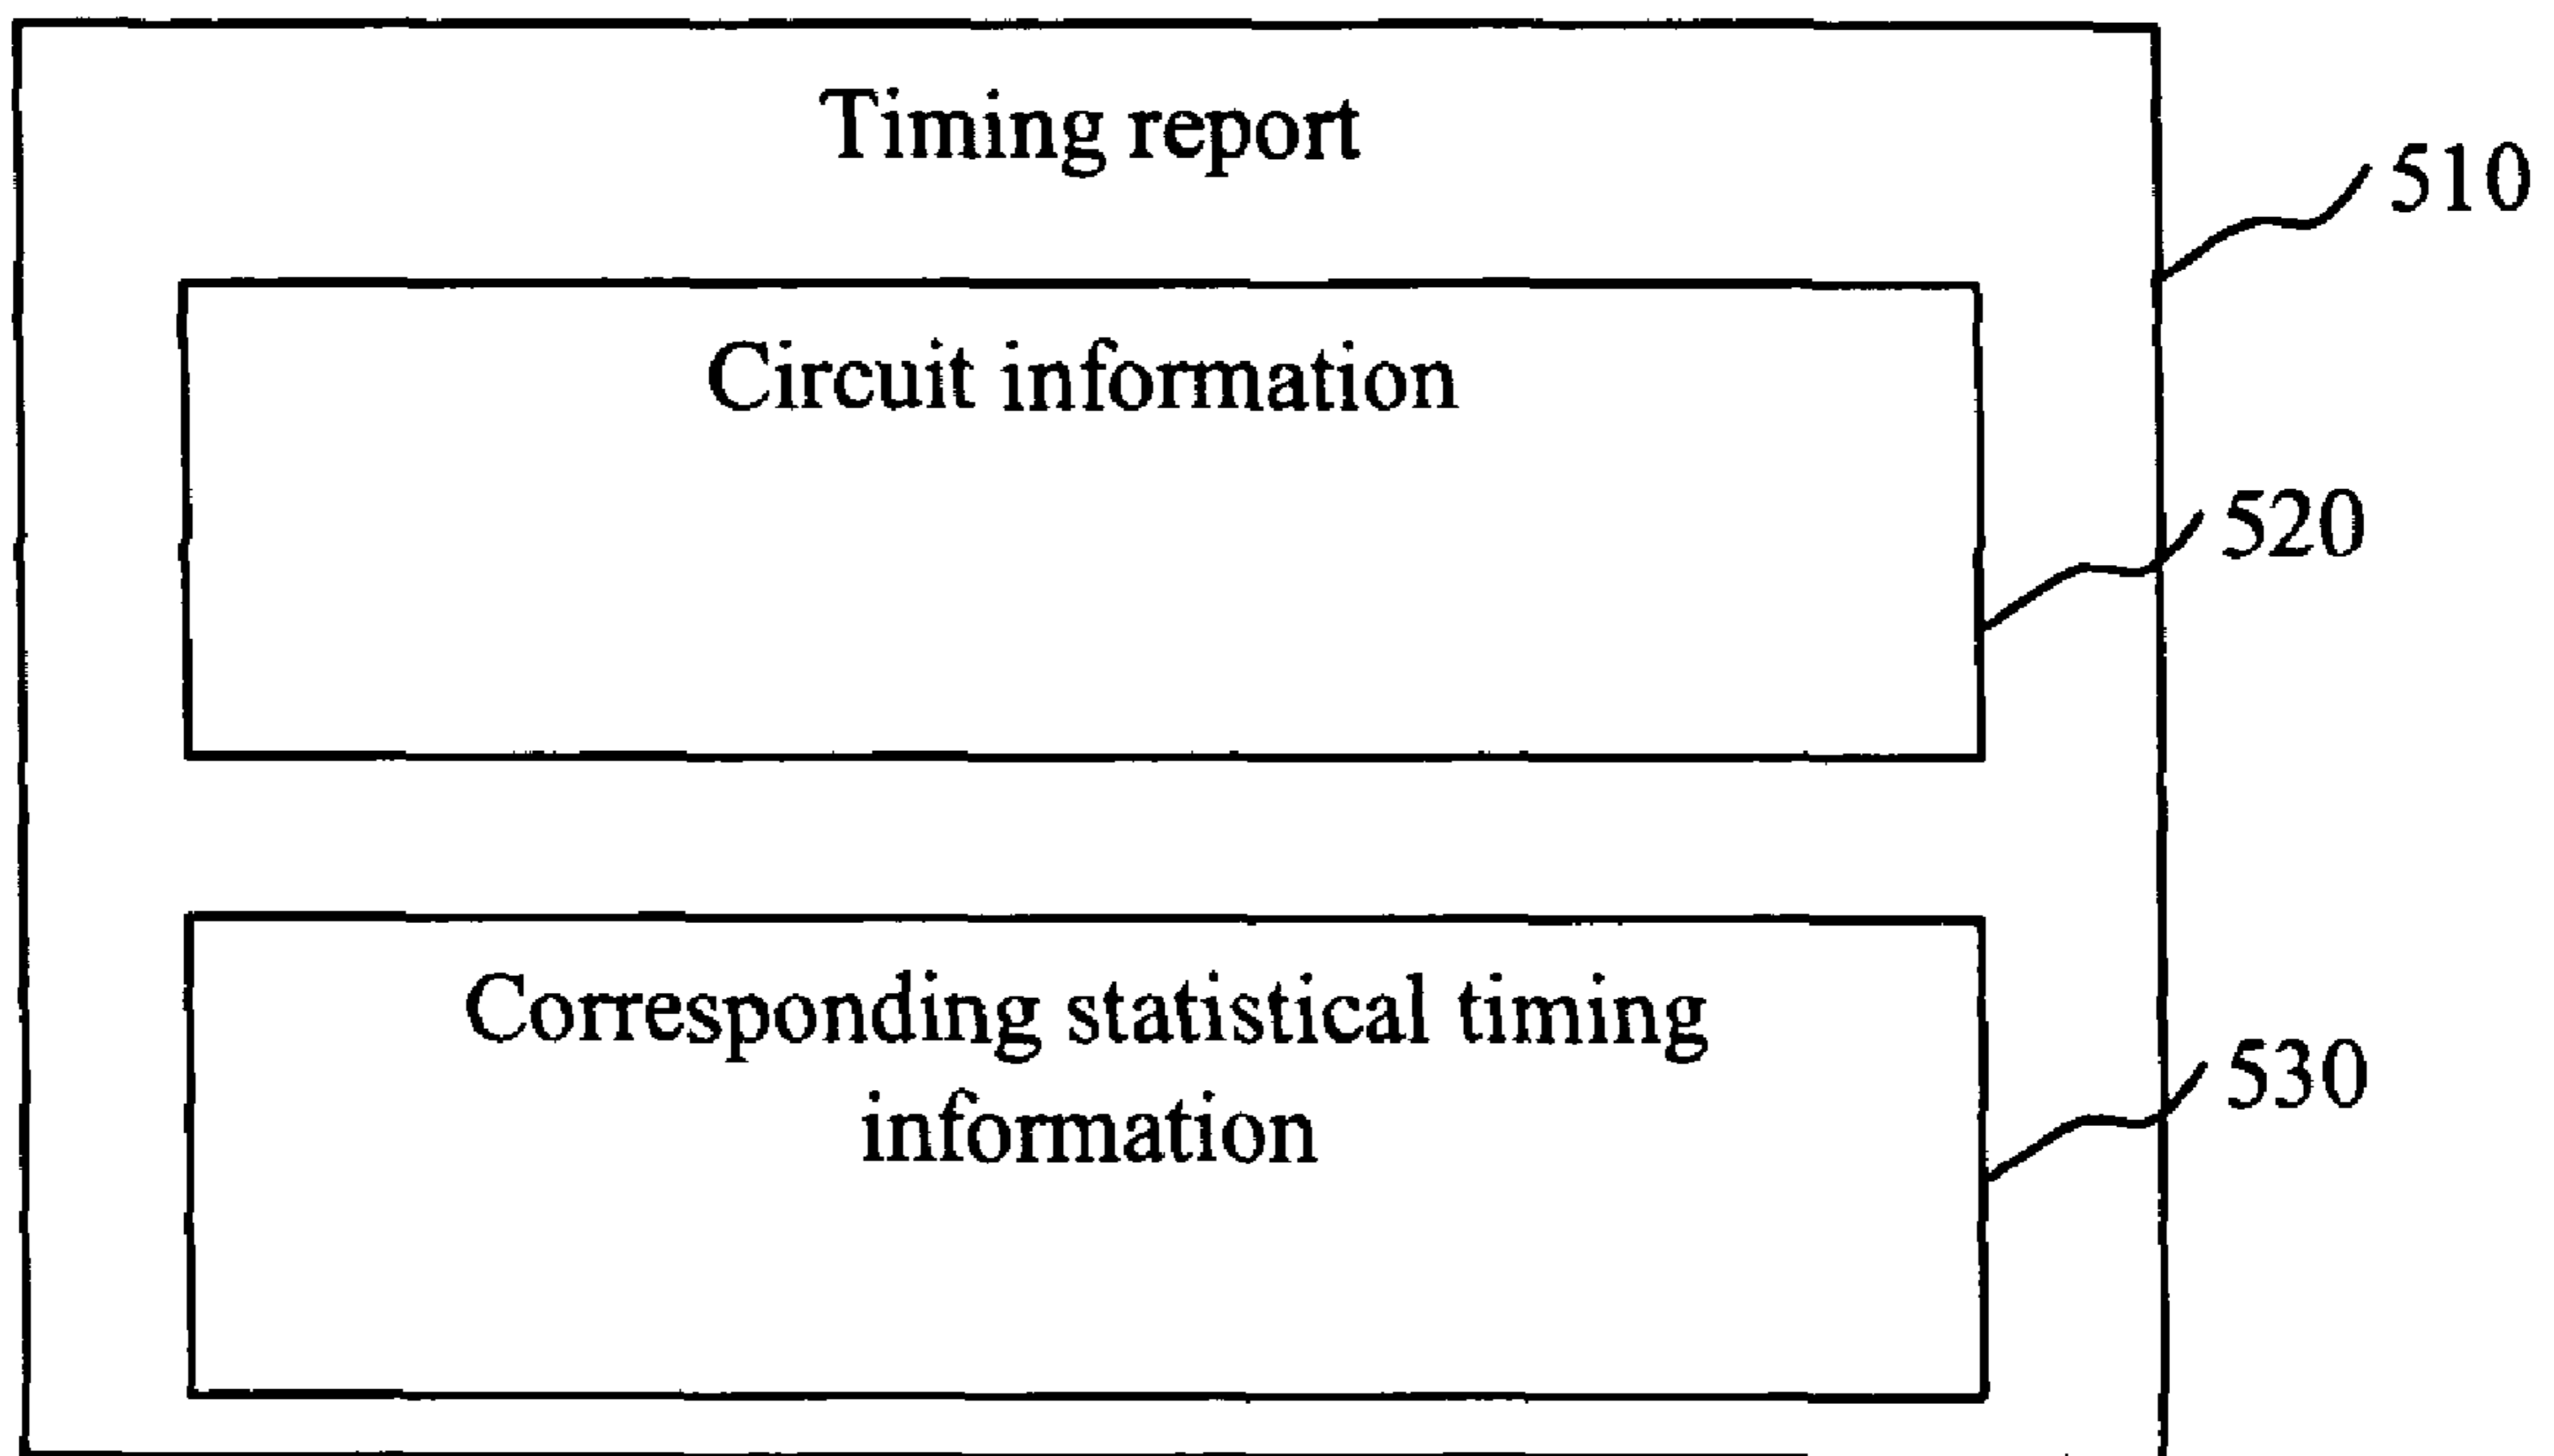 Timing report
510
Circuit information
520
Corresponding statistical timing
information
530